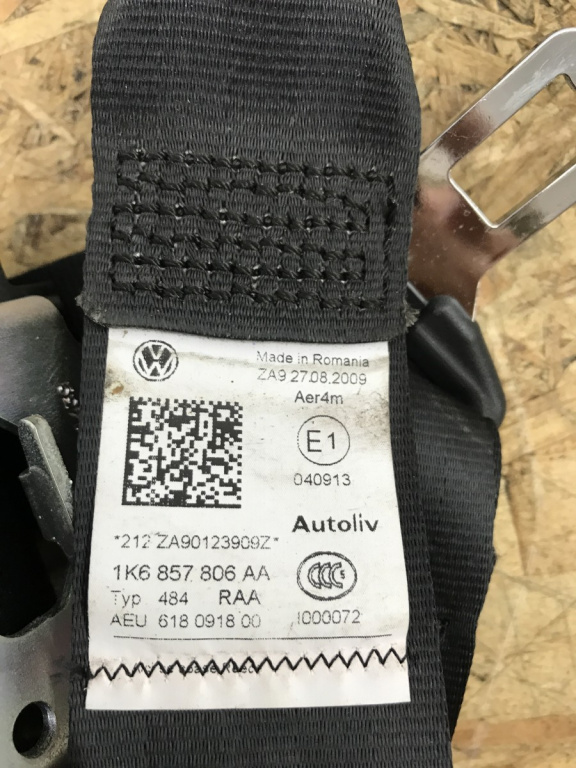 Made in Romania
ZA9 27.08.2009
Aer4m
E1
040913
Autoliv
*212 ZA90123909Z*
1K6 857 806 AA
CCC S
Typ 484 RAA
AEU 618 0918 00 I000072